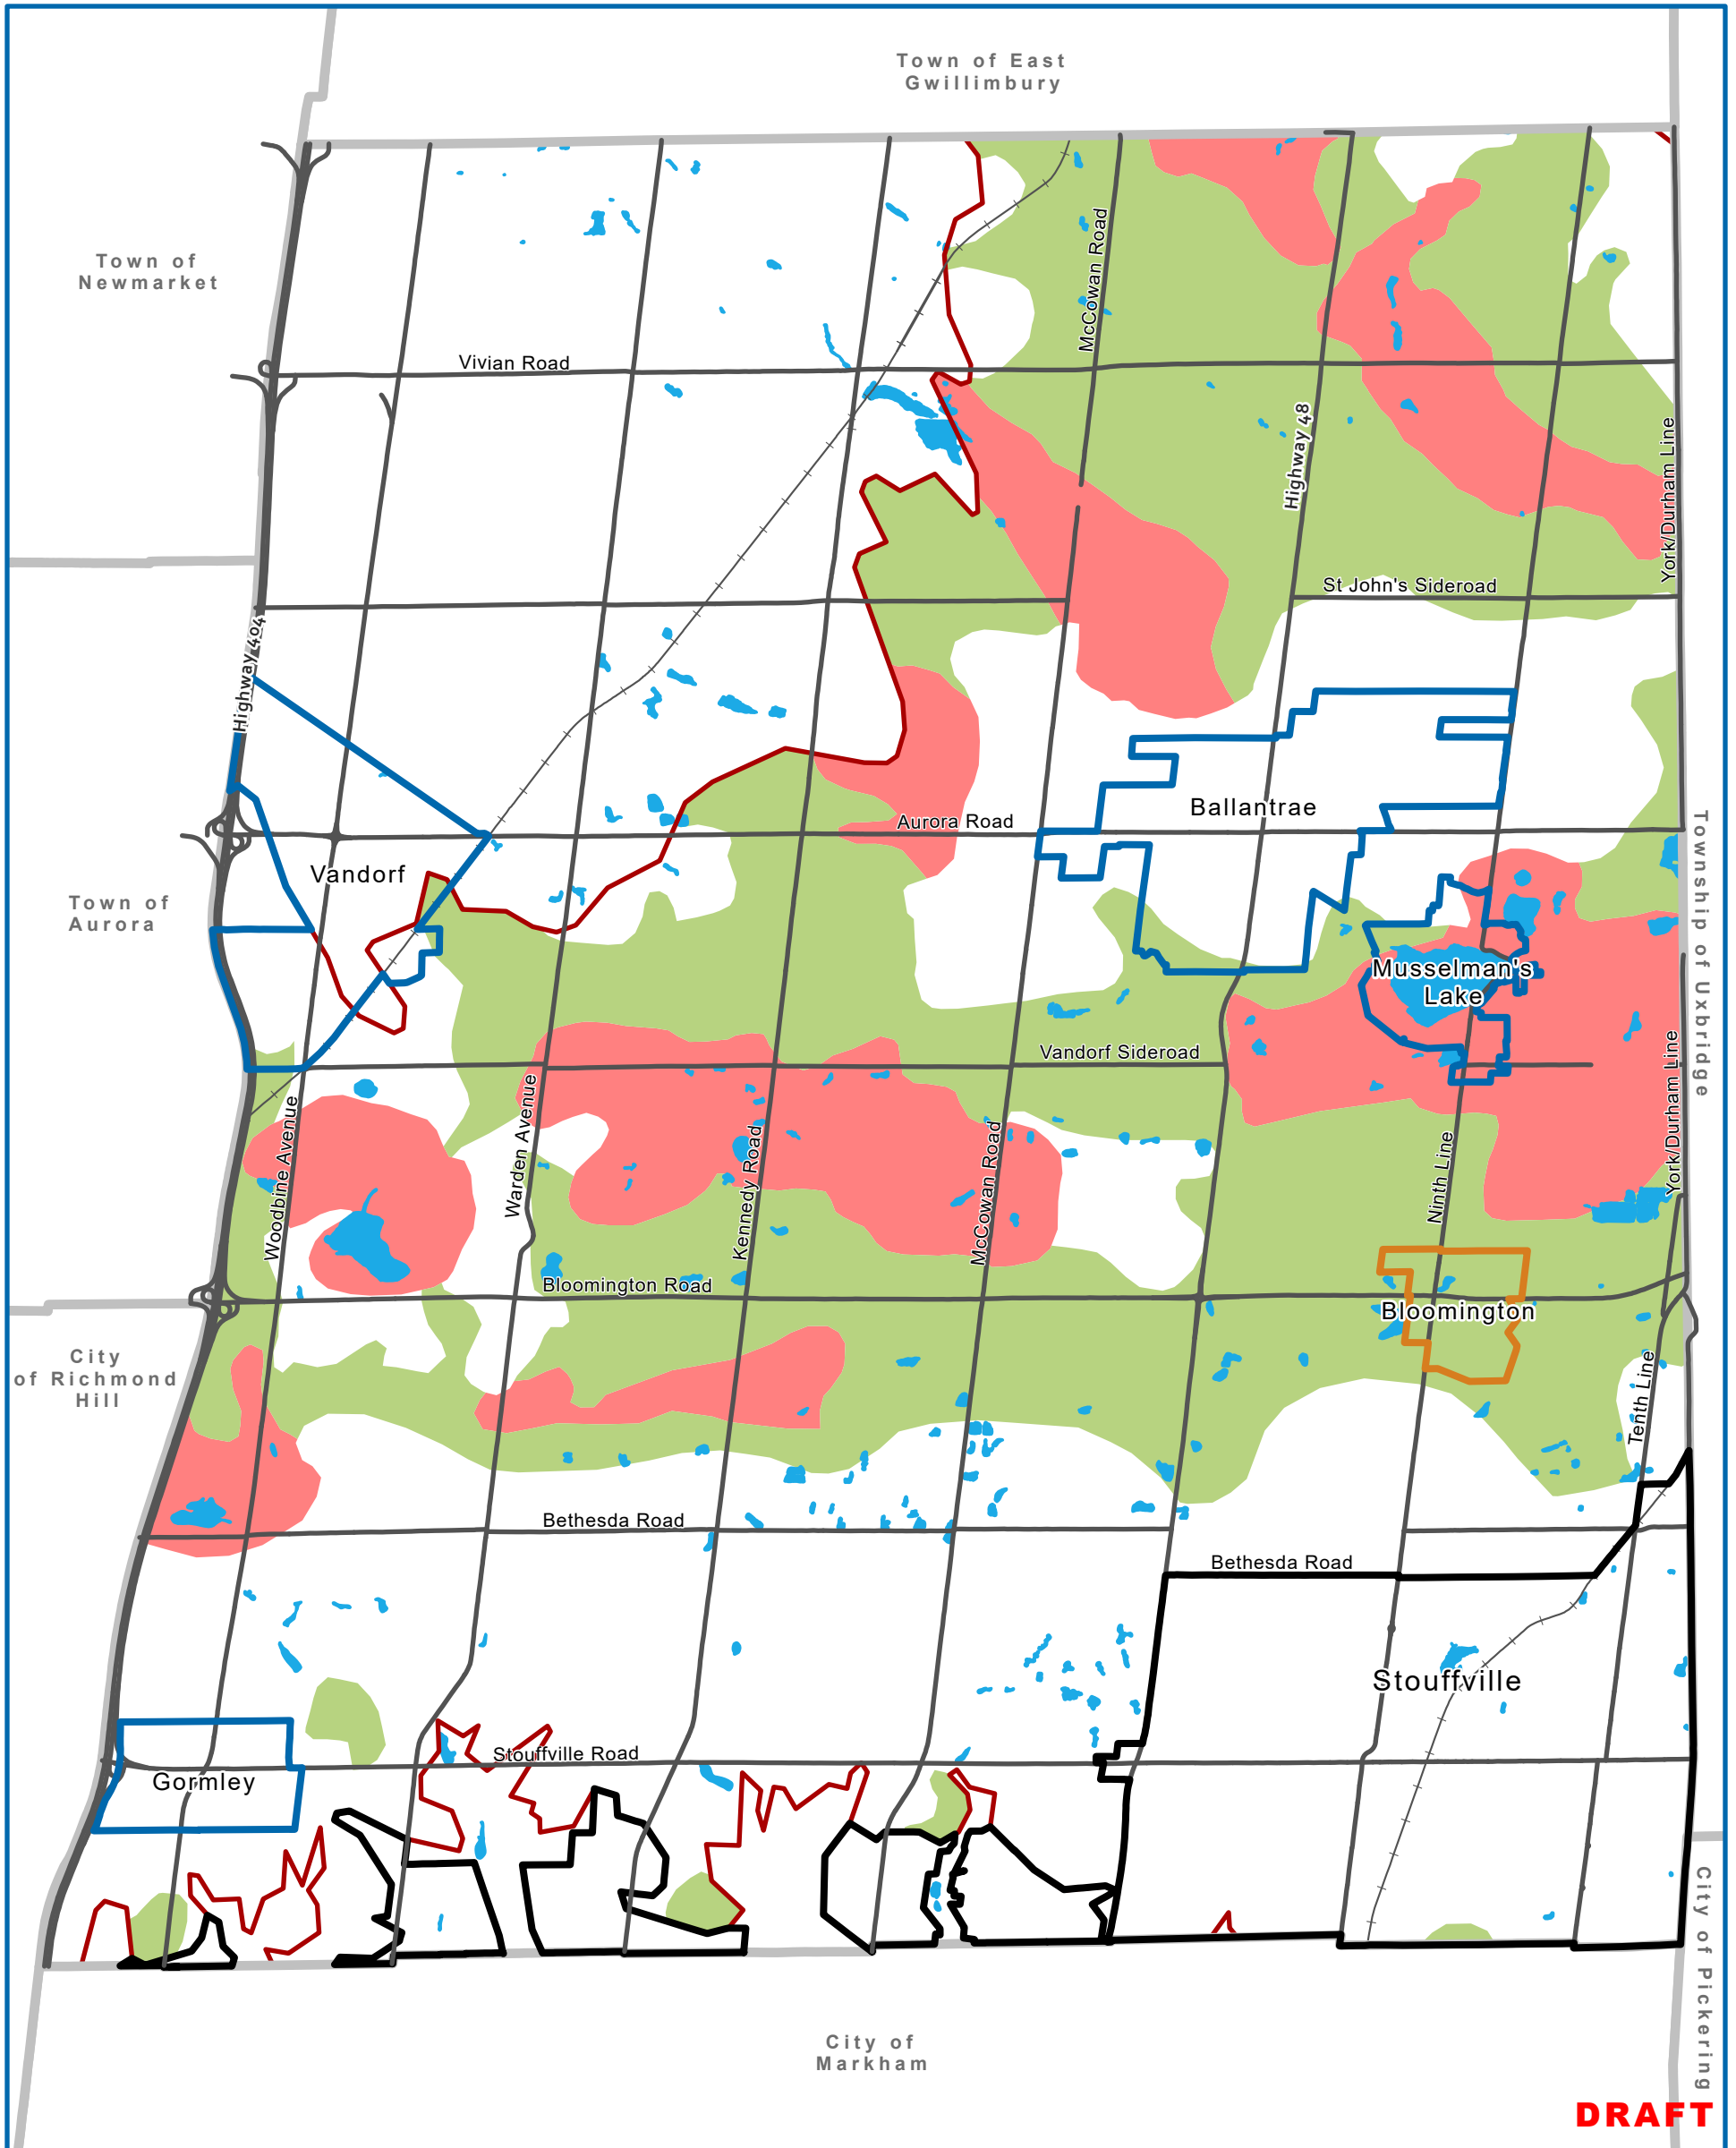 Town of East
Gwillimbury
Town of
Newmarket
McCowan Road
Vivian Road
Highway 48
York/Durham Line
St John's Sideroad
Highway 404
Ballantrae
Aurora Road
Vandorf
Town of
Aurora
Township of Uxbridge
Musselman's
Lake
Vandorf Sideroad
York/Durham Line
Woodbine Avenue
Warden Avenue
Kennedy Road
McCowan Road
Ninth Line
Bloomington Road
Bloomington
City
of Richmond
Hill
Tenth Line
Bethesda Road
Bethesda Road
Stouffville
Stouffville Road
Gormley
City of Pickering
City of
Markham
DRAFT